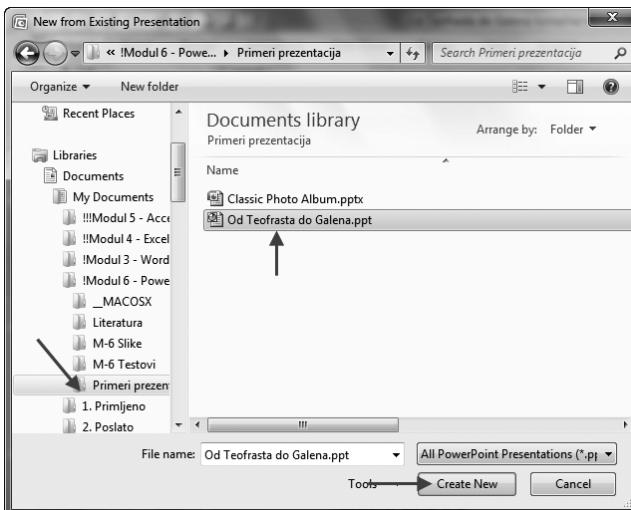 New from Existing Presentation
« !Modul 6 - Powe... ▸ Primeri prezentacija
Search Primeri prezentacija
Organize ▾ New folder
Recent Places
Libraries
Documents
My Documents
!!!Modul 5 - Acce
!!Modul 4 - Excel
!Modul 3 - Word
!Modul 6 - Powe
__MACOSX
Literatura
M-6 Slike
M-6 Testovi
Primeri prezen
1. Primljeno
2. Poslato
Documents library
Primeri prezentacija
Arrange by: Folder ▾
Name
Classic Photo Album.pptx
Od Teofrasta do Galena.ppt
File name: Od Teofrasta do Galena.ppt
All PowerPoint Presentations (*.pp
Tools
Create New
Cancel